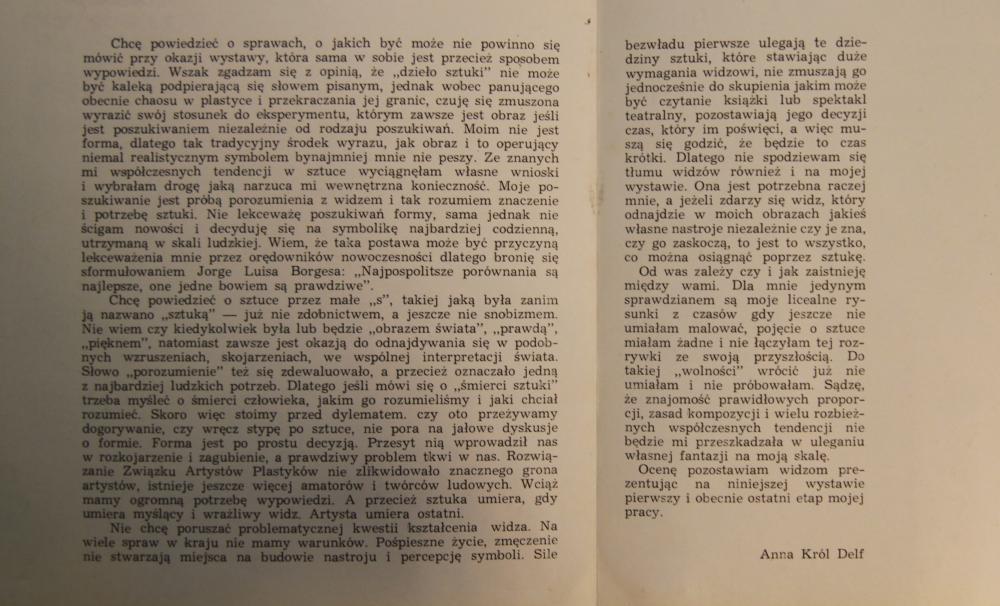 Chcę powiedzieć o sprawach, o jakich być może nie powinno się
mówić przy okazji wystawy, która sama w sobie jest przecież sposobem
wypowiedzi. Wszak zgadzam się z opinią, że „dzieło sztuki” nie może
być kaleką podpierającą się słowem pisanym, jednak wobec panującego
obecnie chaosu w plastyce i przekraczania jej granic, czuję się zmuszona
wyrazić swój stosunek do eksperymentu, którym zawsze jest obraz jeśli
jest poszukiwaniem niezależnie od rodzaju poszukiwań. Moim nie jest
forma, dlatego tak tradycyjny środek wyrazu, jak obraz i to operujący
niemal realistycznym symbolem bynajmniej mnie nie peszy. Ze znanych
mi współczesnych tendencji w sztuce wyciągnęłam własne wnioski
i wybrałam drogę jaką narzuca mi wewnętrzna konieczność. Moje po-
szukiwanie jest próbą porozumienia z widzem i tak rozumiem znaczenie
i potrzebę sztuki. Nie lekceważę poszukiwań formy, sama jednak nie
ścigam nowości i decyduję się na symbolikę najbardziej codzienną,
utrzymaną w skali ludzkiej. Wiem, że taka postawa może być przyczyną
lekceważenia mnie przez orędowników nowoczesności dlatego bronię się
sformułowaniem Jorge Luisa Borgesa: „Najpospolitsze porównania są
najlepsze, one jedne bowiem są prawdziwe”.
Chcę powiedzieć o sztuce przez małe „s”, takiej jaką była zanim
ją nazwano „sztuką” — już nie zdobnictwem, a jeszcze nie snobizmem.
Nie wiem czy kiedykolwiek była lub będzie „obrazem świata”, „prawdą”,
„pięknem”, natomiast zawsze jest okazją do odnajdywania się w podob-
nych wzruszeniach, skojarzeniach, we wspólnej interpretacji świata.
Słowo „porozumienie” też się zdewaluowało, a przecież oznaczało jedną
z najbardziej ludzkich potrzeb. Dlatego jeśli mówi się o „śmierci sztuki”
trzeba myśleć o śmierci człowieka, jakim go rozumieliśmy i jaki chciał
rozumieć. Skoro więc stoimy przed dylematem. czy oto przeżywamy
dogorywanie, czy wręcz stypę po sztuce, nie pora na jałowe dyskusje
o formie. Forma jest po prostu decyzją. Przesyt nią wprowadził nas
w rozkojarzenie i zagubienie, a prawdziwy problem tkwi w nas. Rozwią-
zanie Związku Artystów Plastyków nie zlikwidowało znacznego grona
artystów, istnieje jeszcze więcej amatorów i twórców ludowych. Wciąż
mamy ogromną potrzebę wypowiedzi. A przecież sztuka umiera, gdy
umiera myślący i wrażliwy widz. Artysta umiera ostatni.
Nie chcę poruszać problematycznej kwestii kształcenia widza. Na
wiele spraw w kraju nie mamy warunków. Pośpieszne życie, zmęczenie
nie stwarzają miejsca na budowie nastroju i percepcję symboli. Sile
bezwładu pierwsze ulegają te dzie-
dziny sztuki, które stawiając duże
wymagania widzowi, nie zmuszają go
jednocześnie do skupienia jakim może
być czytanie książki lub spektakl
teatralny, pozostawiają jego decyzji
czas, który im poświęci, a więc mu-
szą się godzić, że będzie to czas
krótki. Dlatego nie spodziewam się
tłumu widzów również i na mojej
wystawie. Ona jest potrzebna raczej
mnie, a jeżeli zdarzy się widz, który
odnajdzie w moich obrazach jakieś
własne nastroje niezależnie czy je zna,
czy go zaskoczą, to jest to wszystko,
co można osiągnąć poprzez sztukę.
Od was zależy czy i jak zaistnieję
między wami. Dla mnie jedynym
sprawdzianem są moje licealne ry-
sunki z czasów gdy jeszcze nie
umiałam malować, pojęcie o sztuce
miałam żadne i nie łączyłam tej roz-
rywki ze swoją przyszłością. Do
takiej „wolności” wrócić już nie
umiałam i nie próbowałam. Sądzę,
że znajomość prawidłowych propor-
cji, zasad kompozycji i wielu rozbież-
nych współczesnych tendencji nie
będzie mi przeszkadzała w uleganiu
własnej fantazji na moją skalę.
Ocenę pozostawiam widzom pre-
zentując na niniejszej wystawie
pierwszy i obecnie ostatni etap mojej
pracy.
Anna Król Delf